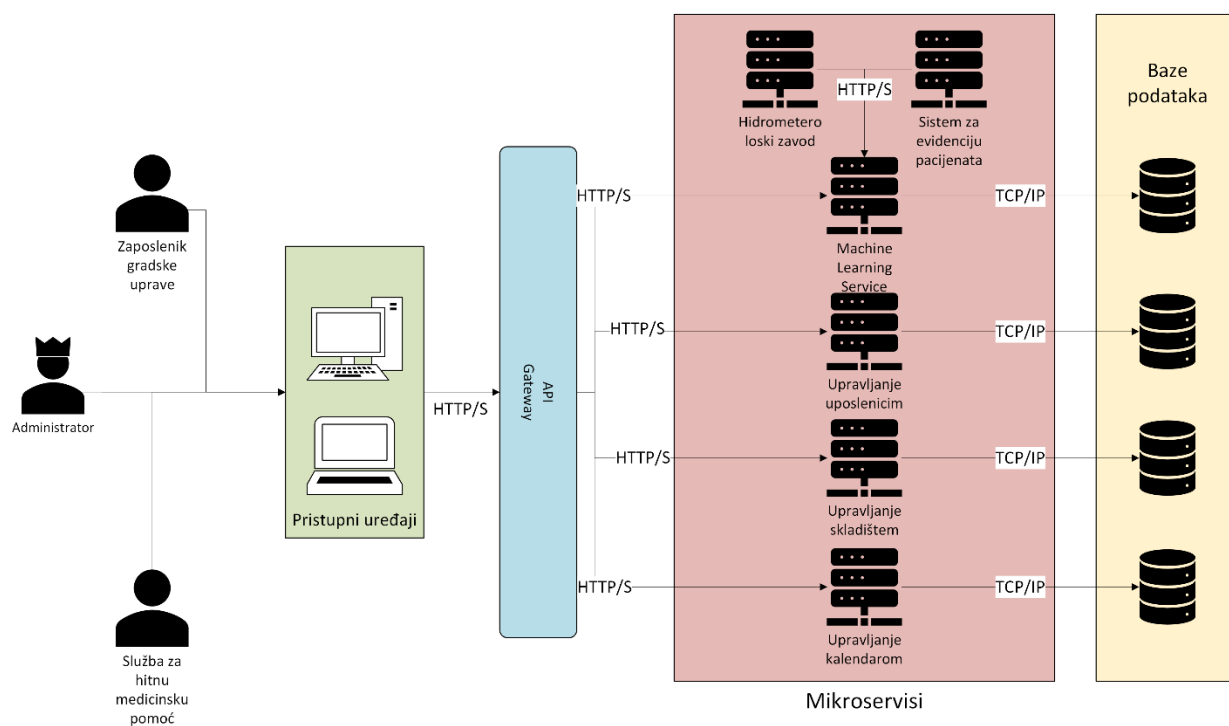 Zaposlenik
gradske
uprave
Administrator
Služba za
hitnu
medicinsku
pomoć
Pristupni uređaji
HTTP/S
API
Gateway
HTTP/S
HTTP/S
HTTP/S
HTTP/S
Hidrometero
loski zavod
HTTP/S
Sistem za
evidenciju
pacijenata
Machine
Learning
Service
Upravljanje
uposlenicim
Upravljanje
skladištem
Upravljanje
kalendarom
Mikroservisi
TCP/IP
TCP/IP
TCP/IP
TCP/IP
Baze
podataka